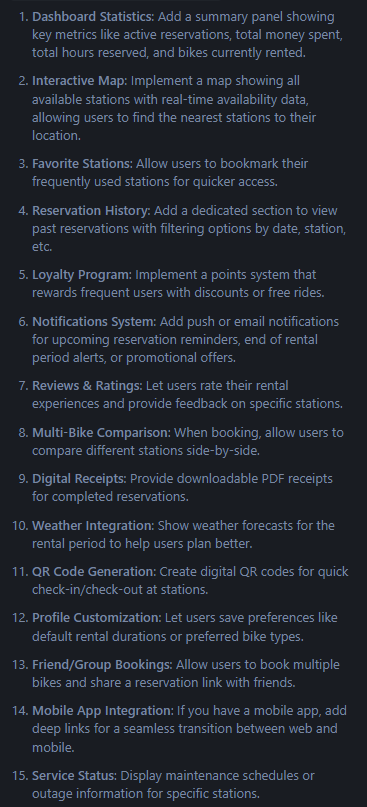 1. Dashboard Statistics: Add a summary panel showing
key metrics like active reservations, total money spent,
total hours reserved, and bikes currently rented.
2. Interactive Map: Implement a map showing all
available stations with real-time availability data,
allowing users to find the nearest stations to their
location.
3. Favorite Stations: Allow users to bookmark their
frequently used stations for quicker access.
4. Reservation History: Add a dedicated section to view
past reservations with filtering options by date, station,
etc.
5. Loyalty Program: Implement a points system that
rewards frequent users with discounts or free rides.
6. Notifications System: Add push or email notifications
for upcoming reservation reminders, end of rental
period alerts, or promotional offers.
7. Reviews & Ratings: Let users rate their rental
experiences and provide feedback on specific stations.
8. Multi-Bike Comparison: When booking, allow users to
compare different stations side-by-side.
9. Digital Receipts: Provide downloadable PDF receipts
for completed reservations.
10. Weather Integration: Show weather forecasts for the
rental period to help users plan better.
11. QR Code Generation: Create digital QR codes for quick
check-in/check-out at stations.
12. Profile Customization: Let users save preferences like
default rental durations or preferred bike types.
13. Friend/Group Bookings: Allow users to book multiple
bikes and share a reservation link with friends.
14. Mobile App Integration: If you have a mobile app, add
deep links for a seamless transition between web and
mobile.
15. Service Status: Display maintenance schedules or
outage information for specific stations.